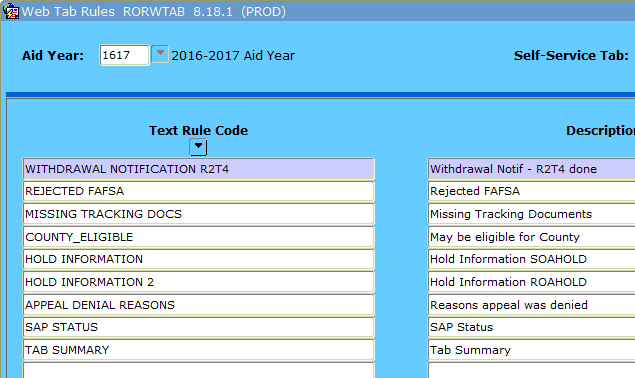 Web Tab Rules RORWTAB 8.18.1 (PROD)
Aid Year: 1617 2016-2017 Aid Year Self-Service Tab:
Text Rule Code
WITHDRAWAL NOTIFICATION R2T4 Withdrawal Notif - R2T4 done
REJECTED FAFSA Rejected FAFSA
MISSING TRACKING DOCS Missing Tracking Documents
COUNTY_ELIGIBLE May be eligible for County
HOLD INFORMATION Hold Information SOAHOLD
HOLD INFORMATION 2 Hold Information ROAHOLD
APPEAL DENIAL REASONS Reasons appeal was denied
SAP STATUS SAP Status
TAB SUMMARY Tab Summary